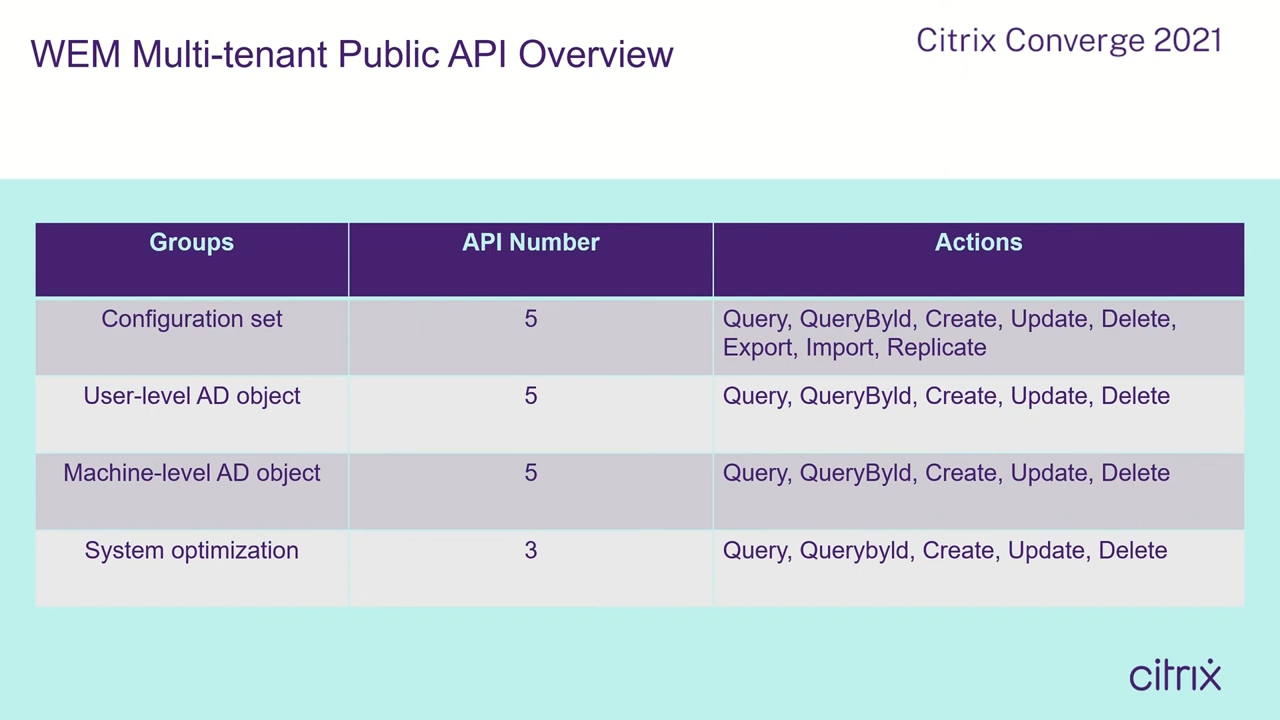 WEM Multi-tenant Public API Overview
Citrix Converge 2021
Groups
API Number
Actions
Configuration set
5
Query, QueryById, Create, Update, Delete,
Export, Import, Replicate
User-level AD object
5
Query, QueryById, Create, Update, Delete
Machine-level AD object
5
Query, QueryById, Create, Update, Delete
System optimization
3
Query, QuerybyId, Create, Update, Delete
citrix